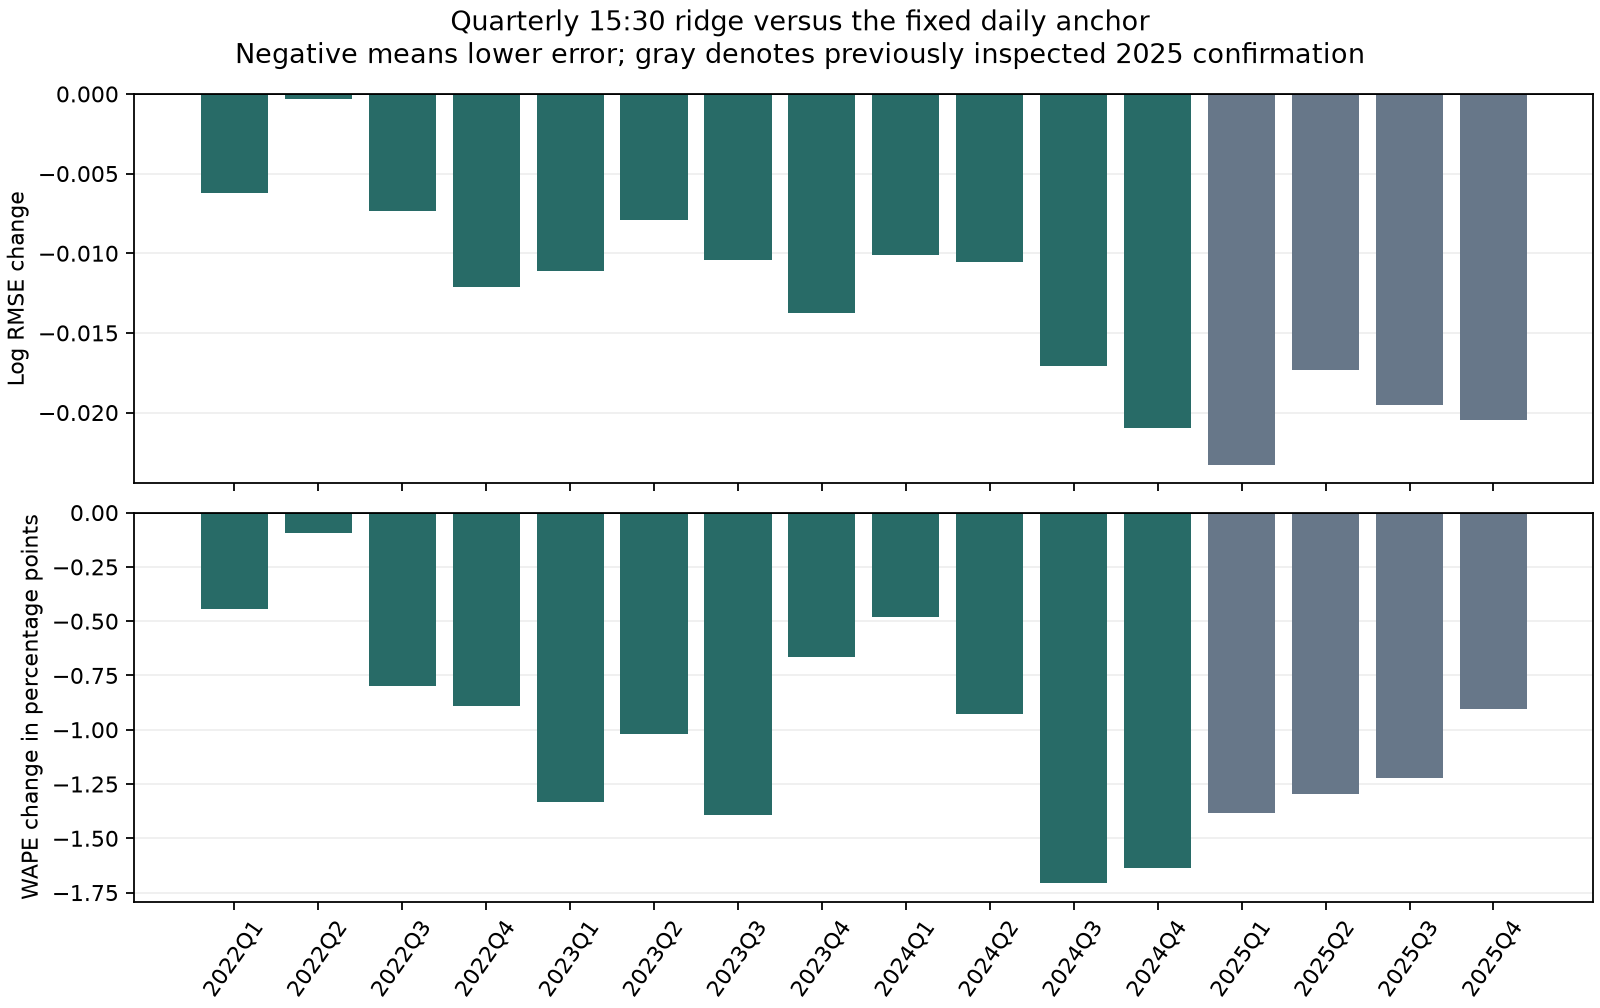 Quarterly 15:30 ridge versus the fixed daily anchor
Negative means lower error; gray denotes previously inspected 2025 confirmation
Log RMSE change
0.000
−0.005
−0.010
−0.015
−0.020
WAPE change in percentage points
0.00
−0.25
−0.50
−0.75
−1.00
−1.25
−1.50
−1.75
2022Q1
2022Q2
2022Q3
2022Q4
2023Q1
2023Q2
2023Q3
2023Q4
2024Q1
2024Q2
2024Q3
2024Q4
2025Q1
2025Q2
2025Q3
2025Q4